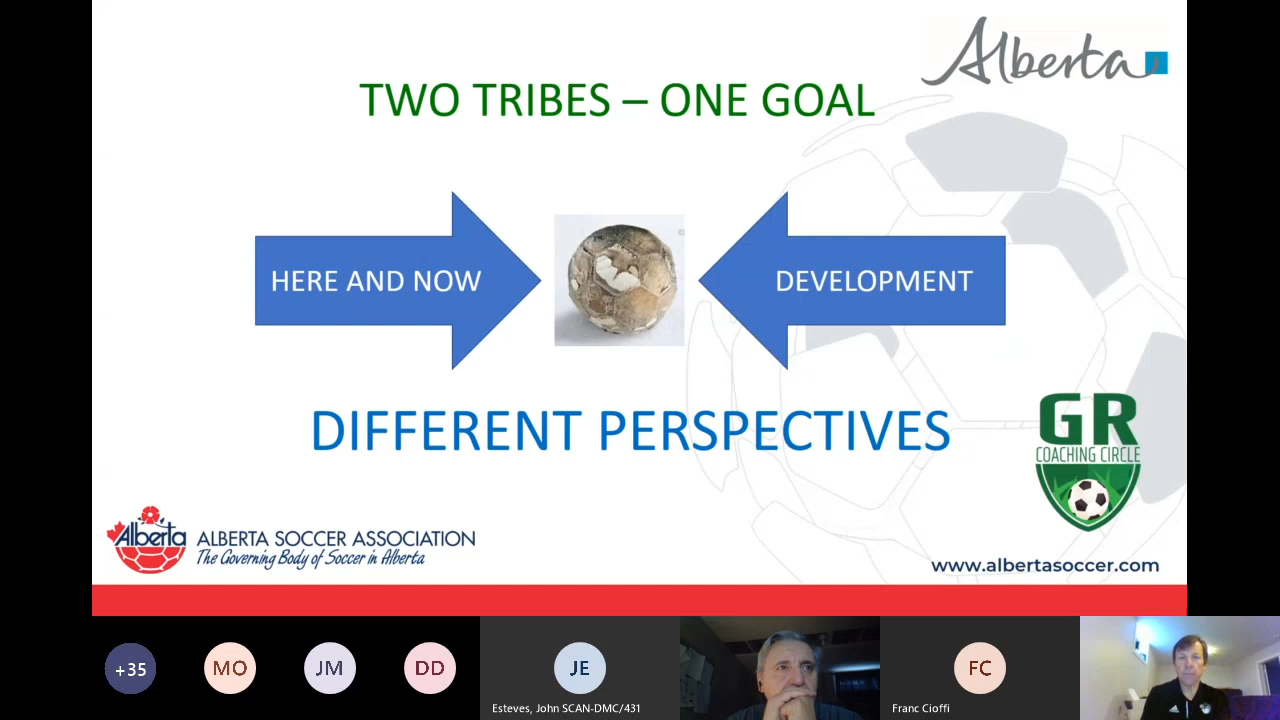 Alberta
TWO TRIBES – ONE GOAL
HERE AND NOW
DEVELOPMENT
DIFFERENT PERSPECTIVES
GR
COACHING CIRCLE
Alberta
ALBERTA SOCCER ASSOCIATION
The Governing Body of Soccer in Alberta
www.albertasoccer.com
+35
MO
JM
DD
JE
FC
Esteves, John SCAN-DMC/431
Franc Cioffi